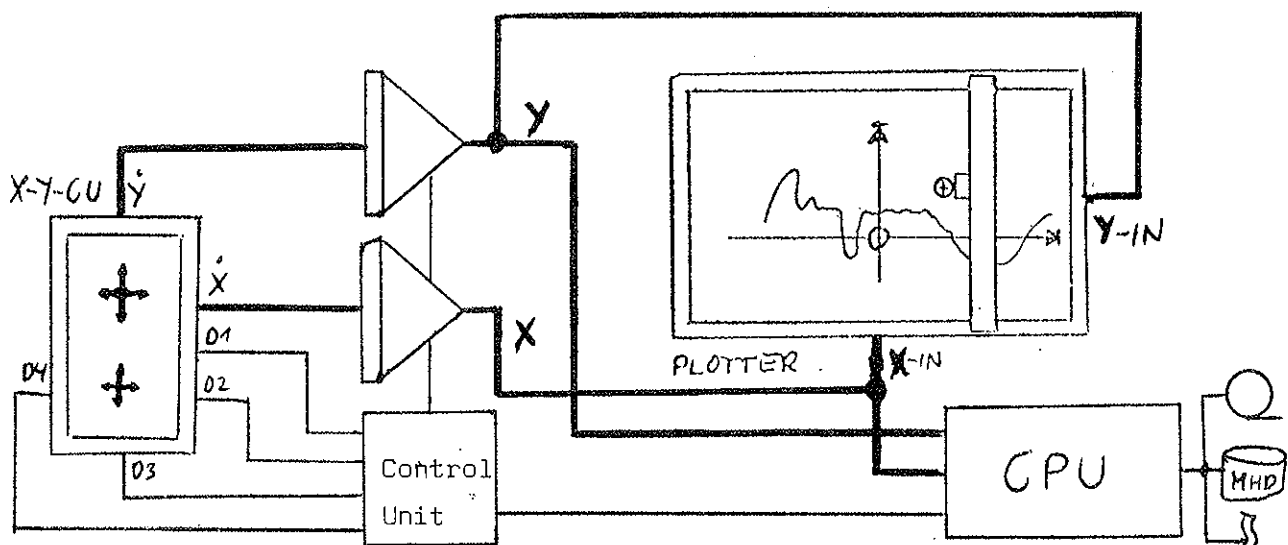 Y
X-Y-CU
Ẏ
Y-IN
Ẋ
X
D1
D4
D2
PLOTTER
X-IN
D3
Control
Unit
CPU
MHD